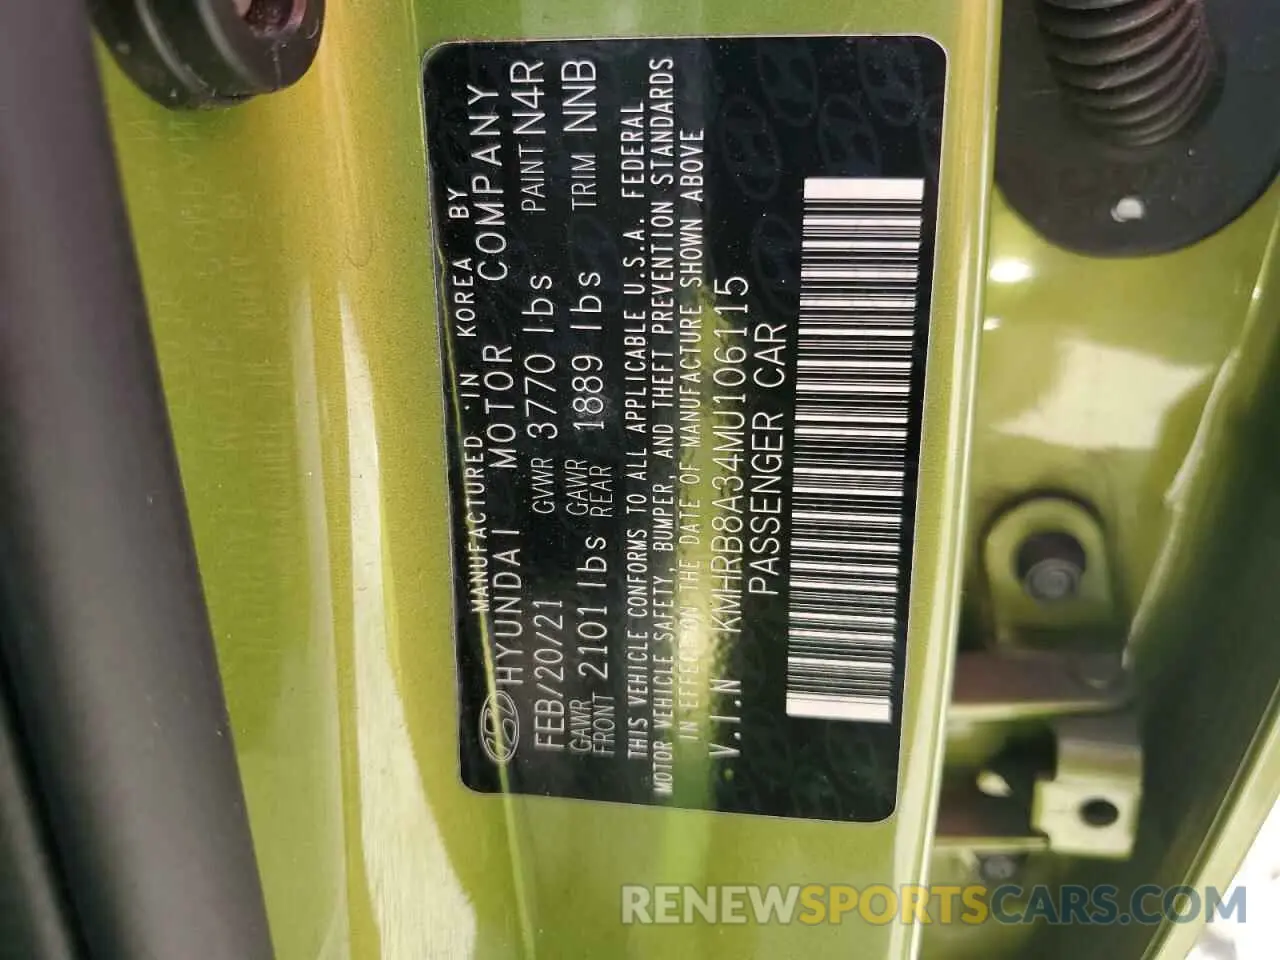 MANUFACTURED IN KOREA BY
HYUNDAI MOTOR COMPANY
FEB/20/21 GVWR 3770 lbs PAINT N4R
GAWR FRONT 2101 lbs GAWR REAR 1889 lbs TRIM NNB
THIS VEHICLE CONFORMS TO ALL APPLICABLE U.S.A. FEDERAL
MOTOR VEHICLE SAFETY, BUMPER, AND THEFT PREVENTION STANDARDS
IN EFFECT ON THE DATE OF MANUFACTURE SHOWN ABOVE
V.I.N KMHRB8A34MU106115
PASSENGER CAR
RENEWSPORTSCARS.COM